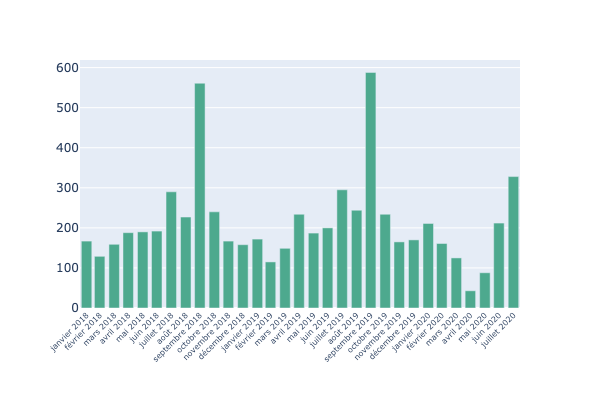 600
500
400
300
200
100
0
janvier 2018
février 2018
mars 2018
avril 2018
mai 2018
juin 2018
juillet 2018
août 2018
septembre 2018
octobre 2018
novembre 2018
décembre 2018
janvier 2019
février 2019
mars 2019
avril 2019
mai 2019
juin 2019
juillet 2019
août 2019
septembre 2019
octobre 2019
novembre 2019
décembre 2019
janvier 2020
février 2020
mars 2020
avril 2020
mai 2020
juin 2020
juillet 2020